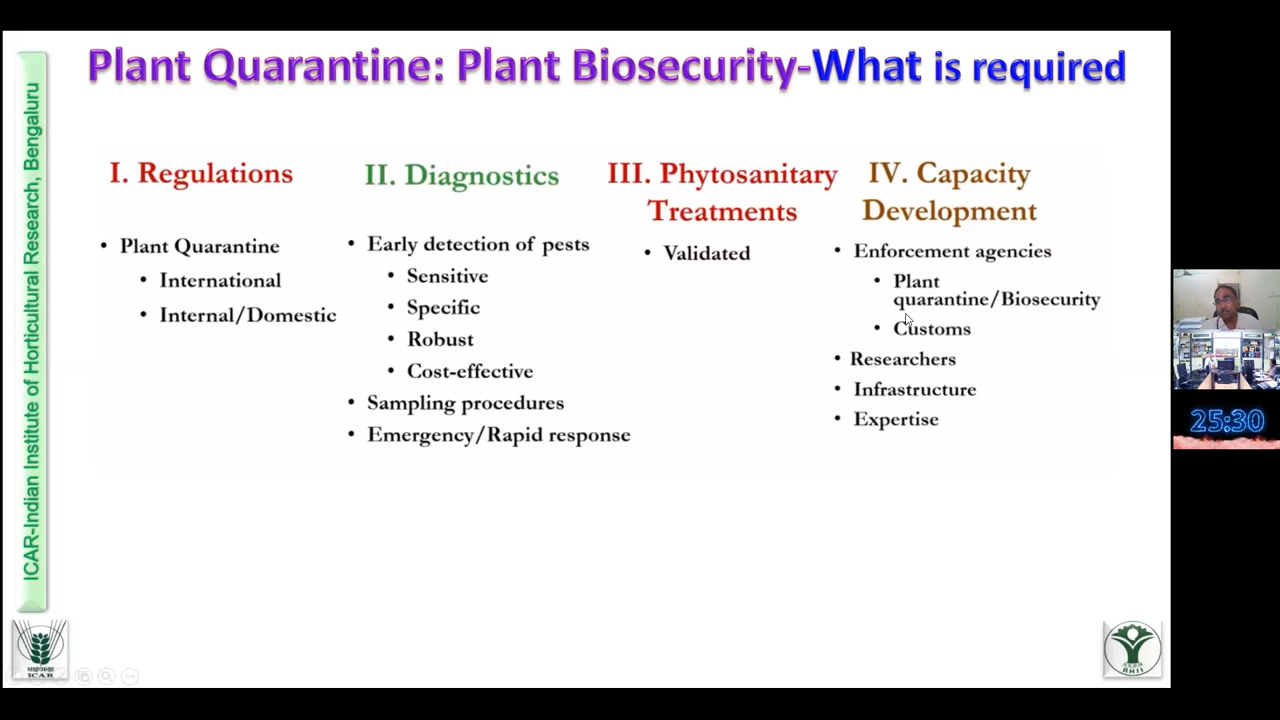 Plant Quarantine: Plant Biosecurity-What is required
ICAR-Indian Institute of Horticultural Research, Bengaluru
I. Regulations
• Plant Quarantine
• International
• Internal/Domestic
II. Diagnostics
• Early detection of pests
• Sensitive
• Specific
• Robust
• Cost-effective
• Sampling procedures
• Emergency/Rapid response
III. Phytosanitary
Treatments
• Validated
IV. Capacity
Development
• Enforcement agencies
• Plant
quarantine/Biosecurity
• Customs
• Researchers
• Infrastructure
• Expertise
25:30
ICAR